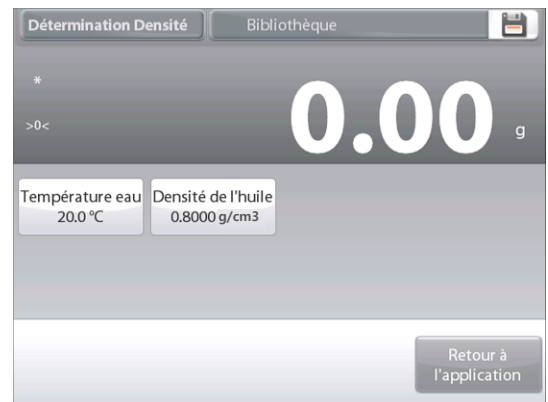 Détermination Densité Bibliothèque
*
>0<
0.00 g
Température eau Densité de l'huile
20.0 °C 0.8000 g/cm3
Retour à
l'application